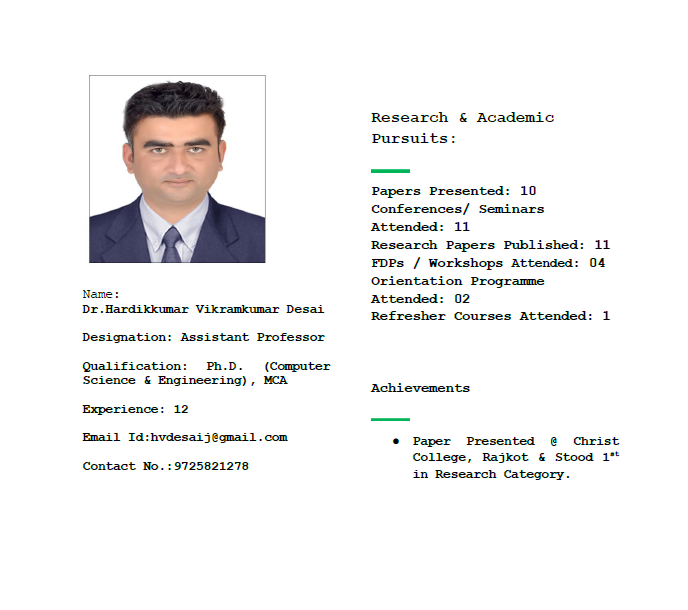 Name:
Dr.Hardikkumar Vikramkumar Desai
Designation: Assistant Professor
Qualification: Ph.D. (Computer
Science & Engineering), MCA
Experience: 12
Email Id:hvdesaij@gmail.com
Contact No.:9725821278
Research & Academic
Pursuits:
Papers Presented: 10
Conferences/ Seminars
Attended: 11
Research Papers Published: 11
FDPs / Workshops Attended: 04
Orientation Programme
Attended: 02
Refresher Courses Attended: 1
Achievements
● Paper Presented @ Christ
College, Rajkot & Stood 1st
in Research Category.